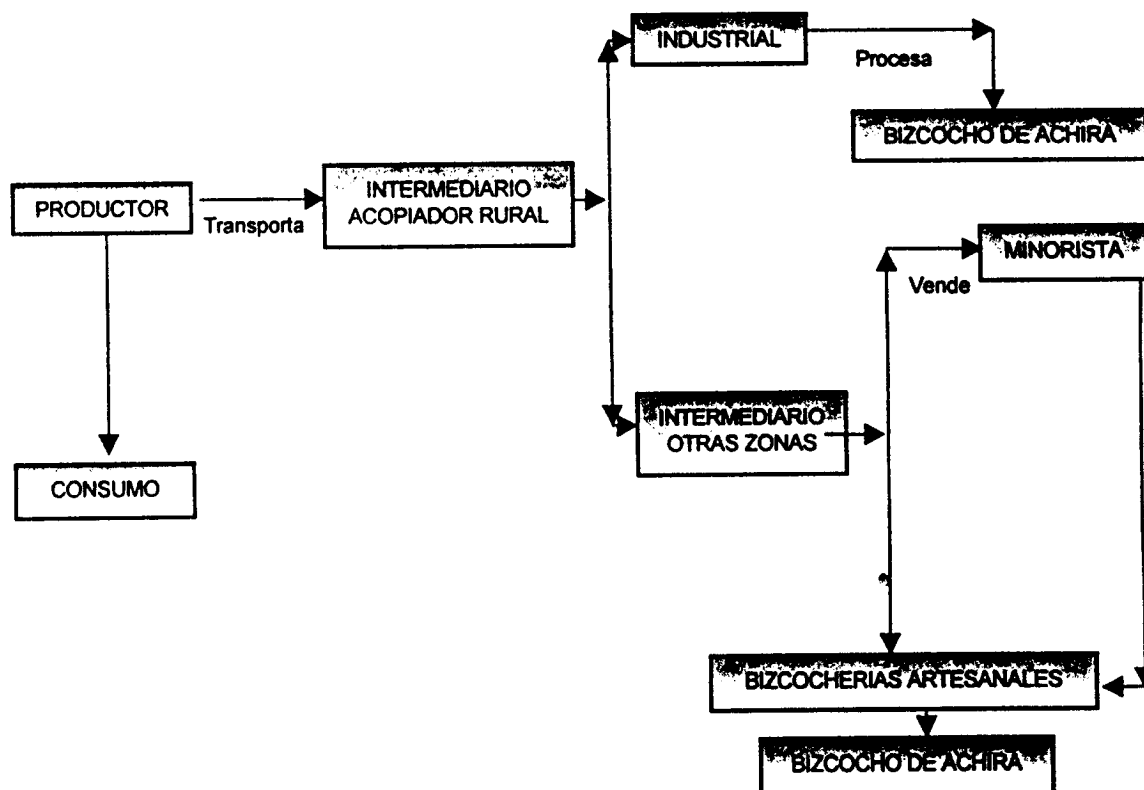 INDUSTRIAL
Procesa
BIZCOCHO DE ACHIRA
INTERMEDIARIO
ACOPIADOR RURAL
PRODUCTOR
Transporta
MINORISTA
Vende
INTERMEDIARIO
OTRAS ZONAS
CONSUMO
BIZCOCHERIAS ARTESANALES
BIZCOCHO DE ACHIRA